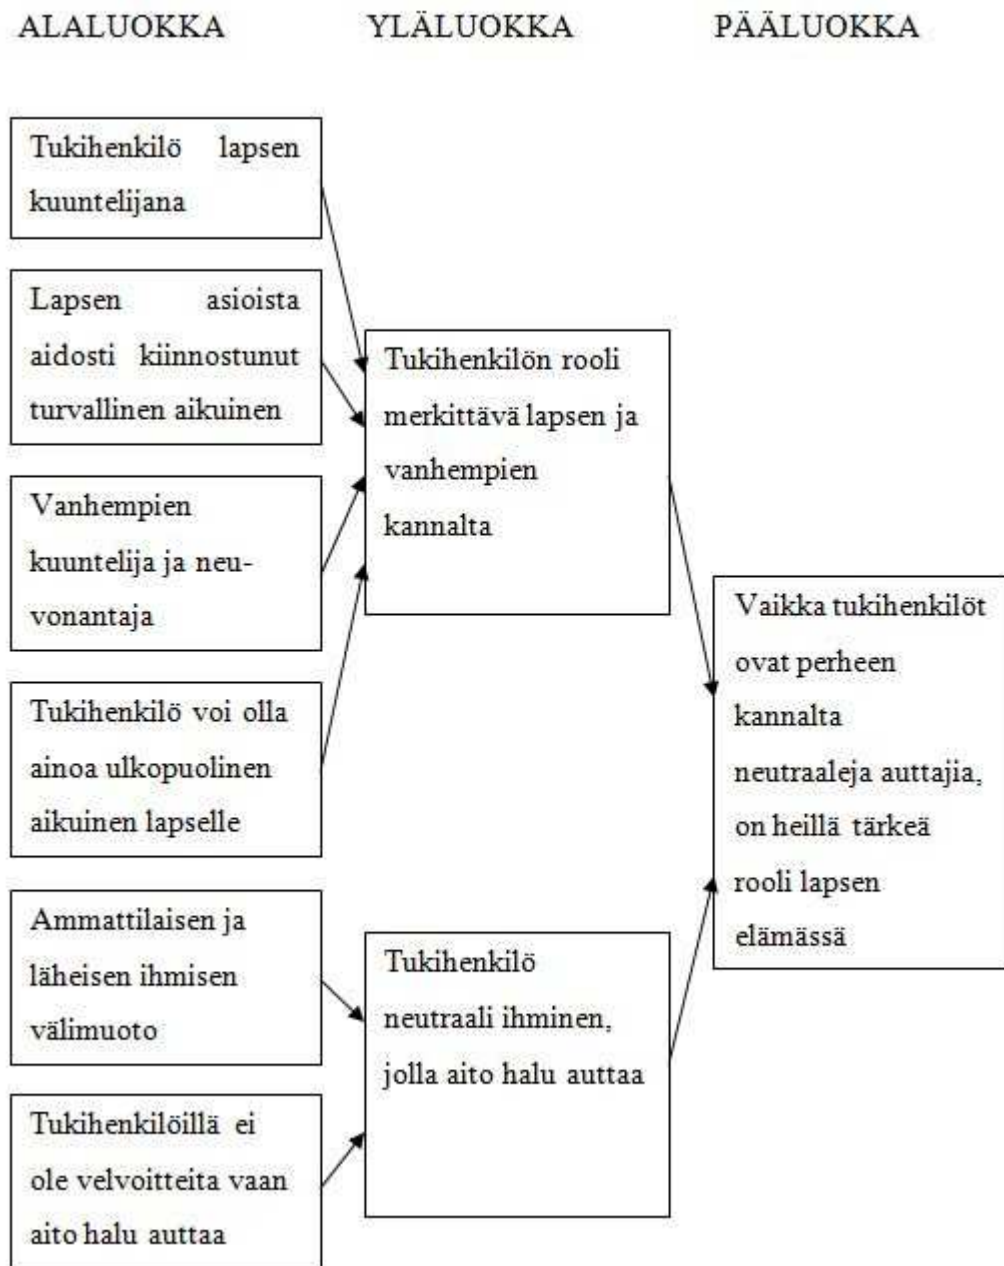 ALALUOKKA YLÄLUOKKA PÄÄLUOKKA
Tukihenkilö lapsen
kuuntelijana
Lapsen asioista
aidosti kiinnostunut
turvallinen aikuinen
Vanhempien
kuuntelija ja neu-
vonantaja
Tukihenkilö voi olla
ainoa ulkopuolinen
aikuinen lapselle
Ammattilaisen ja
läheisen ihmisen
välimuoto
Tukihenkilöillä ei
ole velvoitteita vaan
aito halu auttaa
Tukihenkilön rooli
merkittävä lapsen ja
vanhempien
kannalta
Tukihenkilö
neutraali ihminen,
jolla aito halu auttaa
Vaikka tukihenkilöt
ovat perheen
kannalta
neutraaleja auttajia,
on heillä tärkeä
rooli lapsen
elämässä